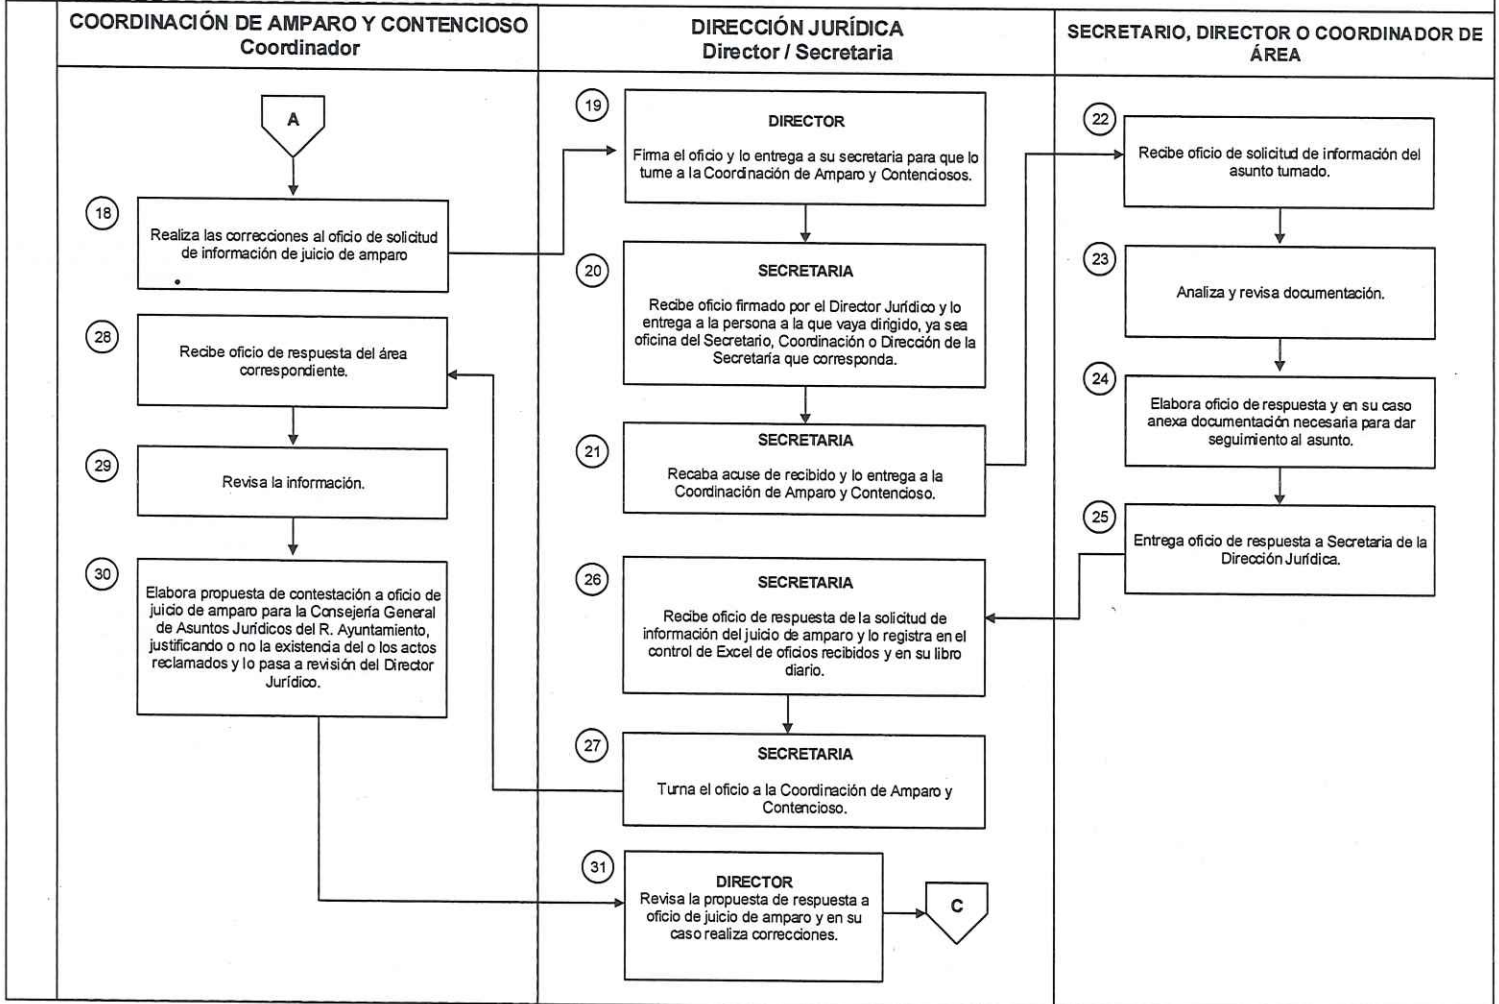 COORDINACIÓN DE AMPARO Y CONTENCIOSO
Coordinador
DIRECCIÓN JURÍDICA
Director / Secretaria
SECRETARIO, DIRECTOR O COORDINADOR DE
ÁREA
A
18
Realiza las correcciones al oficio de solicitud
de información de juicio de amparo
28
Recibe oficio de respuesta del área
correspondiente.
29
Revisa la información.
30
Elabora propuesta de contestación a oficio de
juicio de amparo para la Consejería General
de Asuntos Jurídicos del R. Ayuntamiento,
justificando o no la existencia del o los actos
reclamados y lo pasa a revisión del Director
Jurídico.
19
DIRECTOR
Firma el oficio y lo entrega a su secretaria para que lo
turne a la Coordinación de Amparo y Contenciosos.
20
SECRETARIA
Recibe oficio firmado por el Director Jurídico y lo
entrega a la persona a la que vaya dirigido, ya sea
oficina del Secretario, Coordinación o Dirección de la
Secretaría que corresponda.
21
SECRETARIA
Recaba acuse de recibido y lo entrega a la
Coordinación de Amparo y Contencioso.
26
SECRETARIA
Recibe oficio de respuesta de la solicitud de
información del juicio de amparo y lo registra en el
control de Excel de oficios recibidos y en su libro
diario.
27
SECRETARIA
Turna el oficio a la Coordinación de Amparo y
Contencioso.
31
DIRECTOR
Revisa la propuesta de respuesta a
oficio de juicio de amparo y en su
caso realiza correcciones.
C
22
Recibe oficio de solicitud de información del
asunto turnado.
23
Analiza y revisa documentación.
24
Elabora oficio de respuesta y en su caso
anexa documentación necesaria para dar
seguimiento al asunto.
25
Entrega oficio de respuesta a Secretaria de la
Dirección Jurídica.